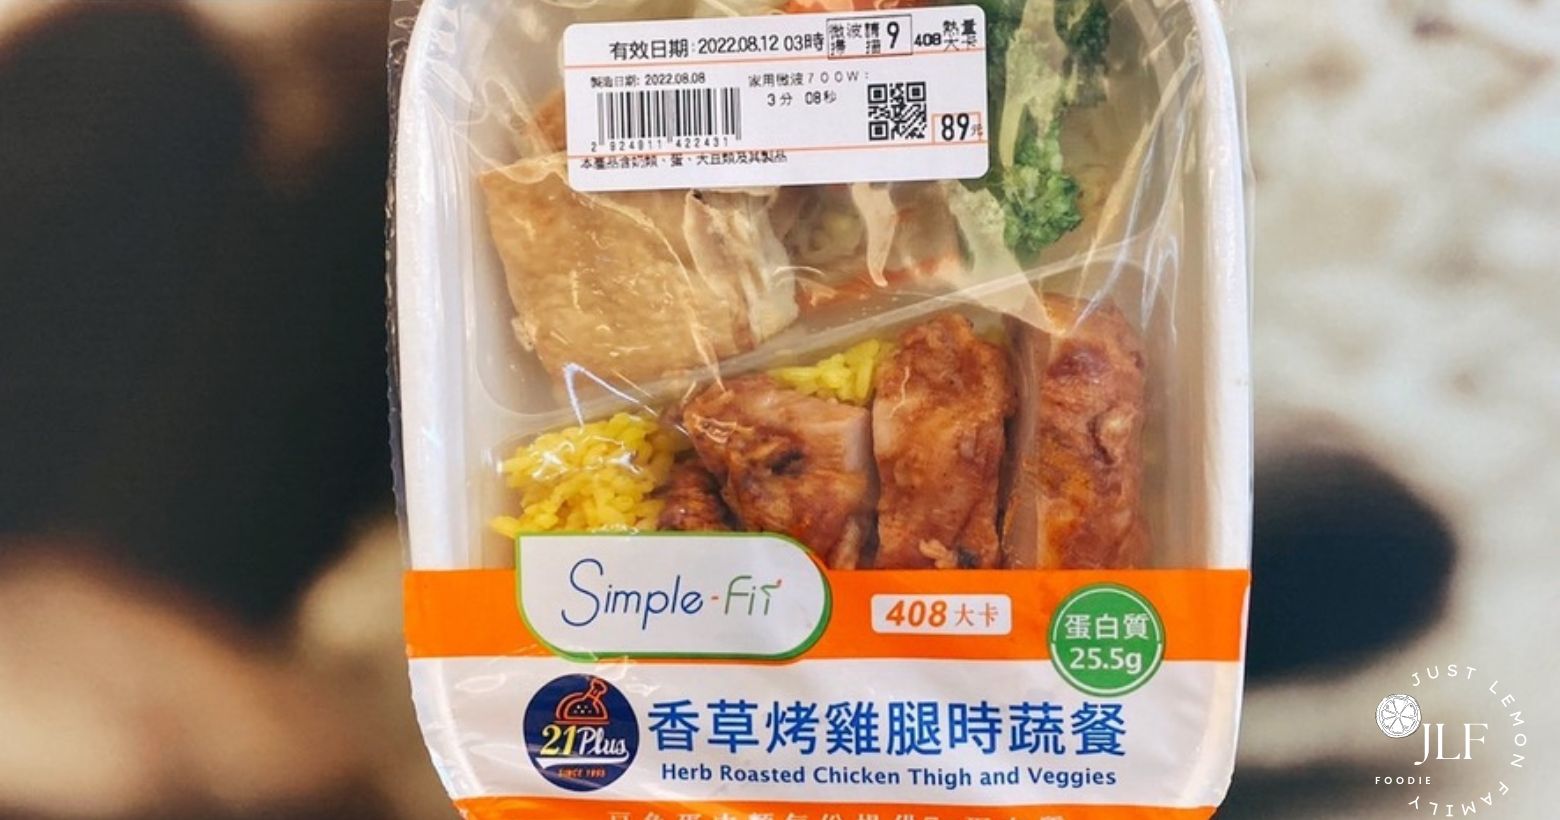 有效日期:2022.08.12 03時
微波請
掃描
9
408
熱量
大卡
製造日期: 2022.08.08
家用微波700W:
3分 08秒
2 924911 422431
89元
本產品含奶類、蛋、大豆類及其製品
Simple-Fit
408大卡
蛋白質
25.5g
21Plus
SINCE 1998
香草烤雞腿時蔬餐
Herb Roasted Chicken Thigh and Veggies
JUST LEMON FAMILY
JLF
FOODIE